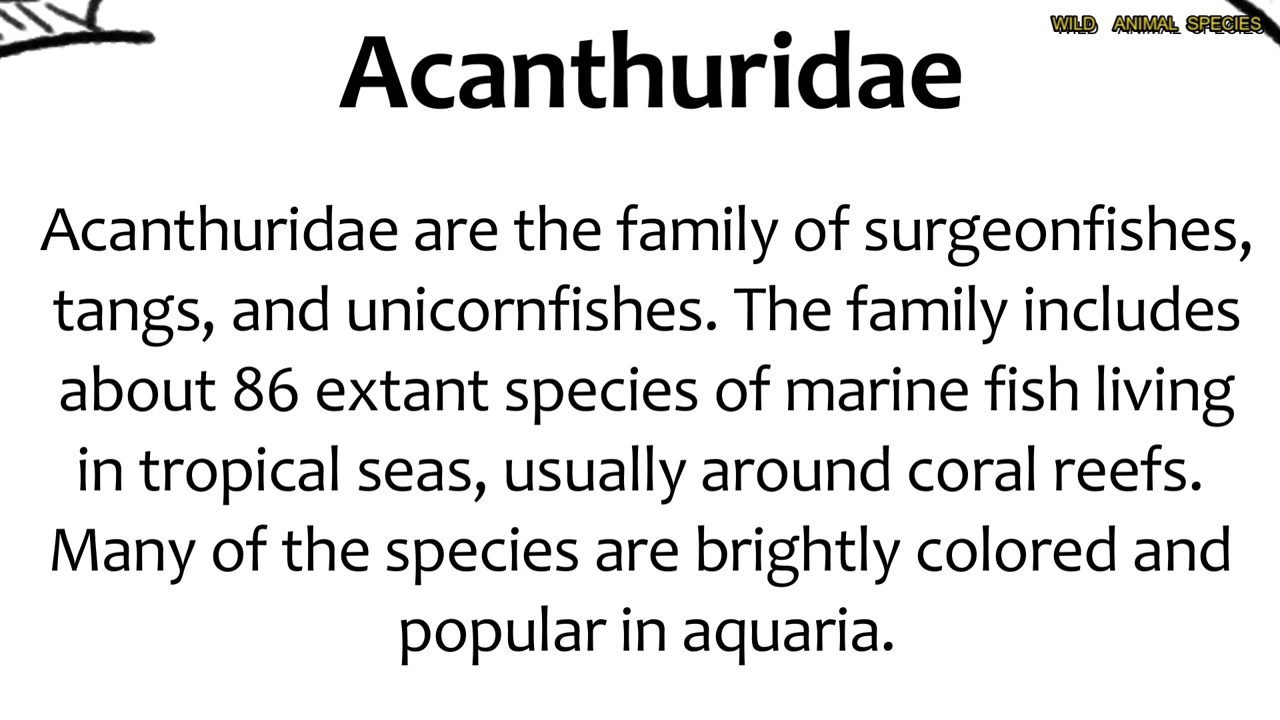 WILD ANIMAL SPECIES
Acanthuridae
Acanthuridae are the family of surgeonfishes,
tangs, and unicornfishes. The family includes
about 86 extant species of marine fish living
in tropical seas, usually around coral reefs.
Many of the species are brightly colored and
popular in aquaria.